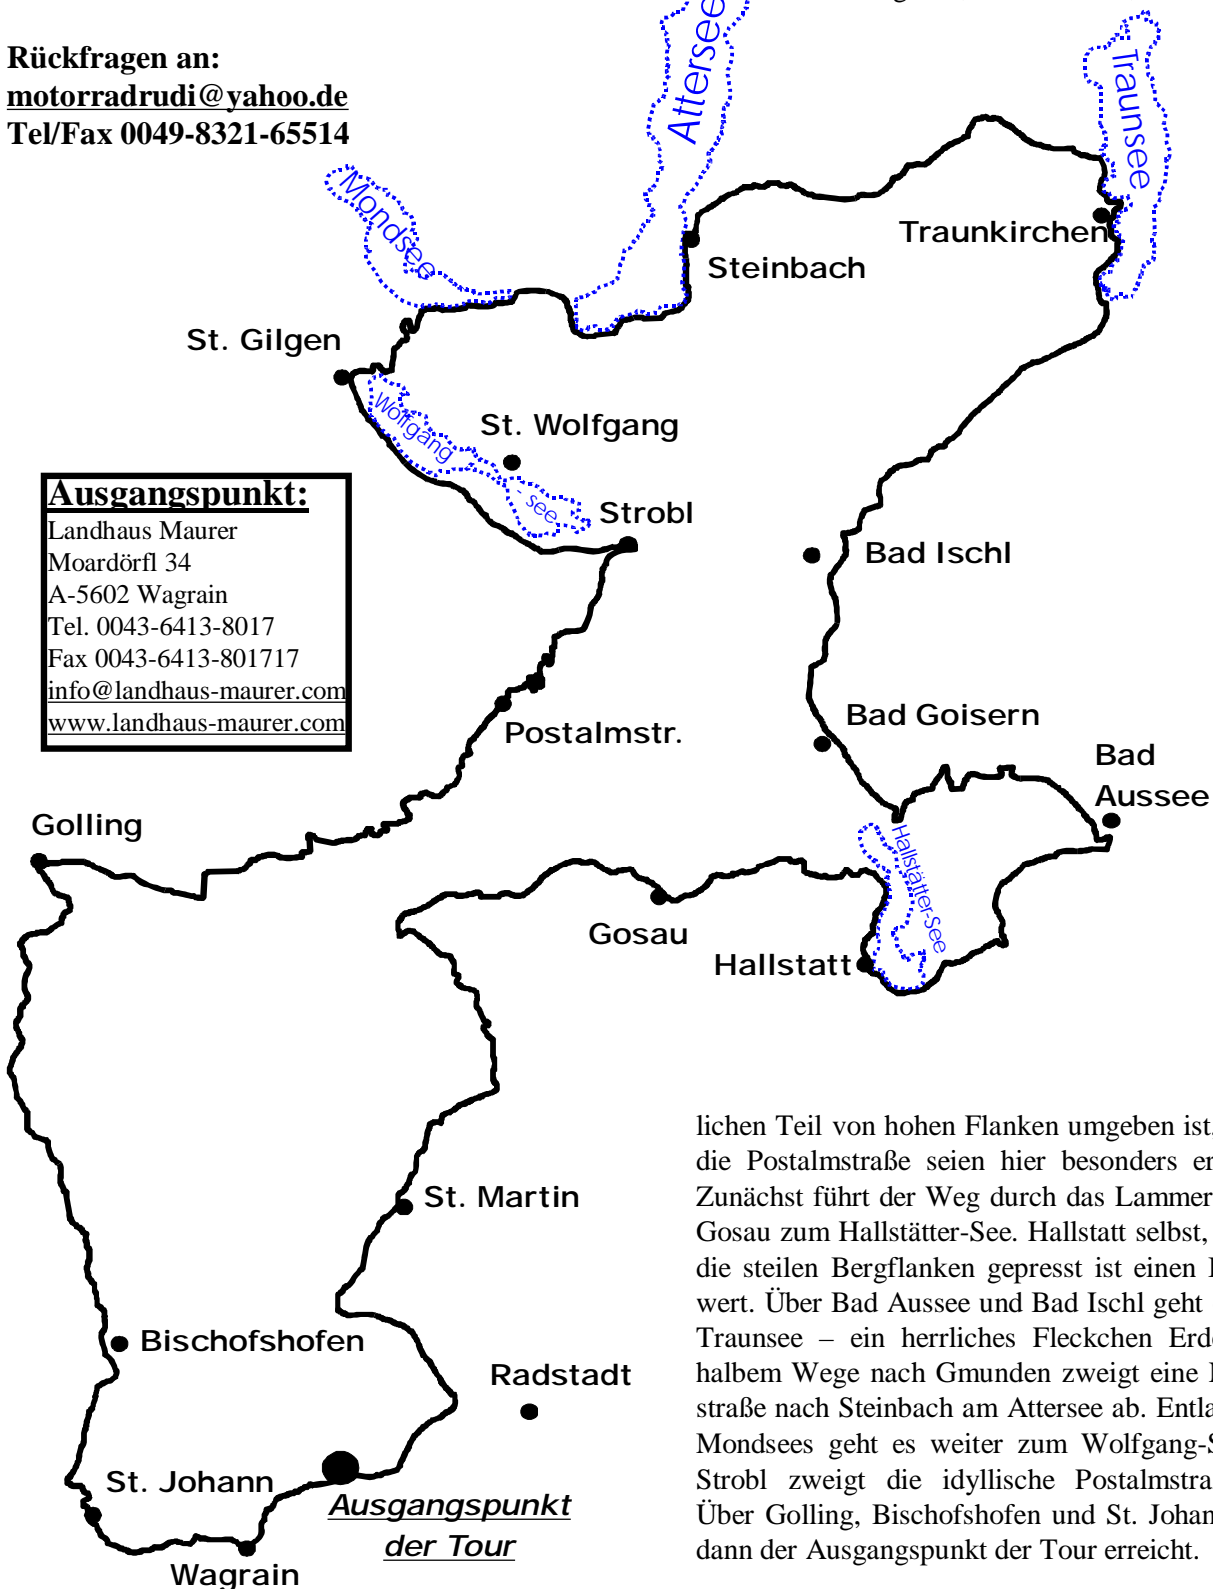 Rückfragen an:
motorradrudi@yahoo.de
Tel/Fax 0049-8321-65514
Attersee
Traunsee
Mondsee
Traunkirchen
Steinbach
St. Gilgen
Wolfgang
- see
St. Wolfgang
Strobl
Bad Ischl
Ausgangspunkt:
Landhaus Maurer
Moardörfl 34
A-5602 Wagrain
Tel. 0043-6413-8017
Fax 0043-6413-801717
info@landhaus-maurer.com
www.landhaus-maurer.com
Postalmstr.
Bad Goisern
Bad
Aussee
Golling
Hallstätter-See
Gosau
Hallstatt
St. Martin
Bischofshofen
Radstadt
St. Johann
Ausgangspunkt
der Tour
Wagrain
lichen Teil von hohen Flanken umgeben ist.
die Postalmstraße seien hier besonders er
Zunächst führt der Weg durch das Lammer
Gosau zum Hallstätter-See. Hallstatt selbst,
die steilen Bergflanken gepresst ist einen
wert. Über Bad Aussee und Bad Ischl geht
Traunsee – ein herrliches Fleckchen Erd
halbem Wege nach Gmunden zweigt eine
straße nach Steinbach am Attersee ab. Entla
Mondsees geht es weiter zum Wolfgang-S
Strobl zweigt die idyllische Postalmstra
Über Golling, Bischofshofen und St. Johan
dann der Ausgangspunkt der Tour erreicht.